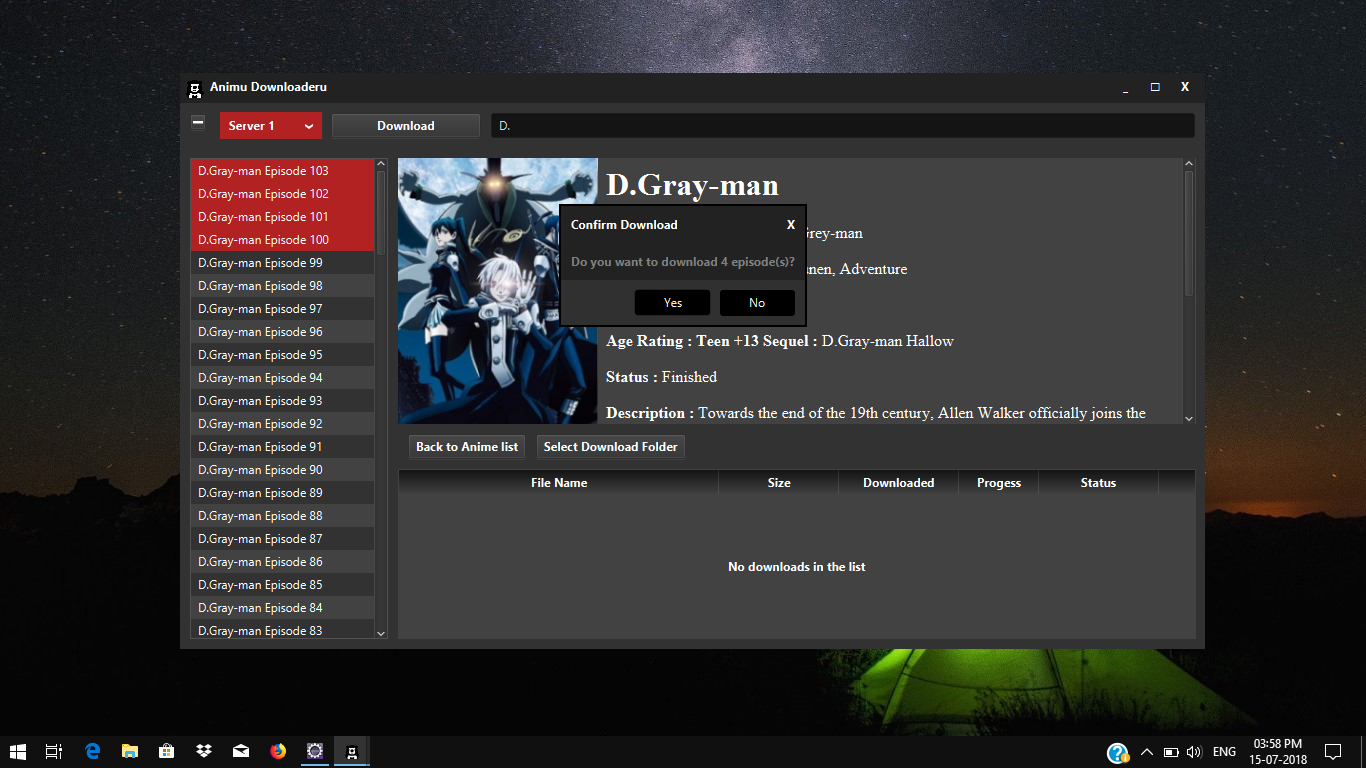 Animu Downloaderu
_ □ X
Server 1
Download
D.
D.Gray-man Episode 103
D.Gray-man Episode 102
D.Gray-man Episode 101
D.Gray-man Episode 100
D.Gray-man Episode 99
D.Gray-man Episode 98
D.Gray-man Episode 97
D.Gray-man Episode 96
D.Gray-man Episode 95
D.Gray-man Episode 94
D.Gray-man Episode 93
D.Gray-man Episode 92
D.Gray-man Episode 91
D.Gray-man Episode 90
D.Gray-man Episode 89
D.Gray-man Episode 88
D.Gray-man Episode 87
D.Gray-man Episode 86
D.Gray-man Episode 85
D.Gray-man Episode 84
D.Gray-man Episode 83
D.Gray-man
Grey-man
nen, Adventure
Confirm Download X
Do you want to download 4 episode(s)?
Yes No
Age Rating : Teen +13 Sequel : D.Gray-man Hallow
Status : Finished
Description : Towards the end of the 19th century, Allen Walker officially joins the
Back to Anime list
Select Download Folder
File Name Size Downloaded Progess Status
No downloads in the list
ENG
03:58 PM
15-07-2018